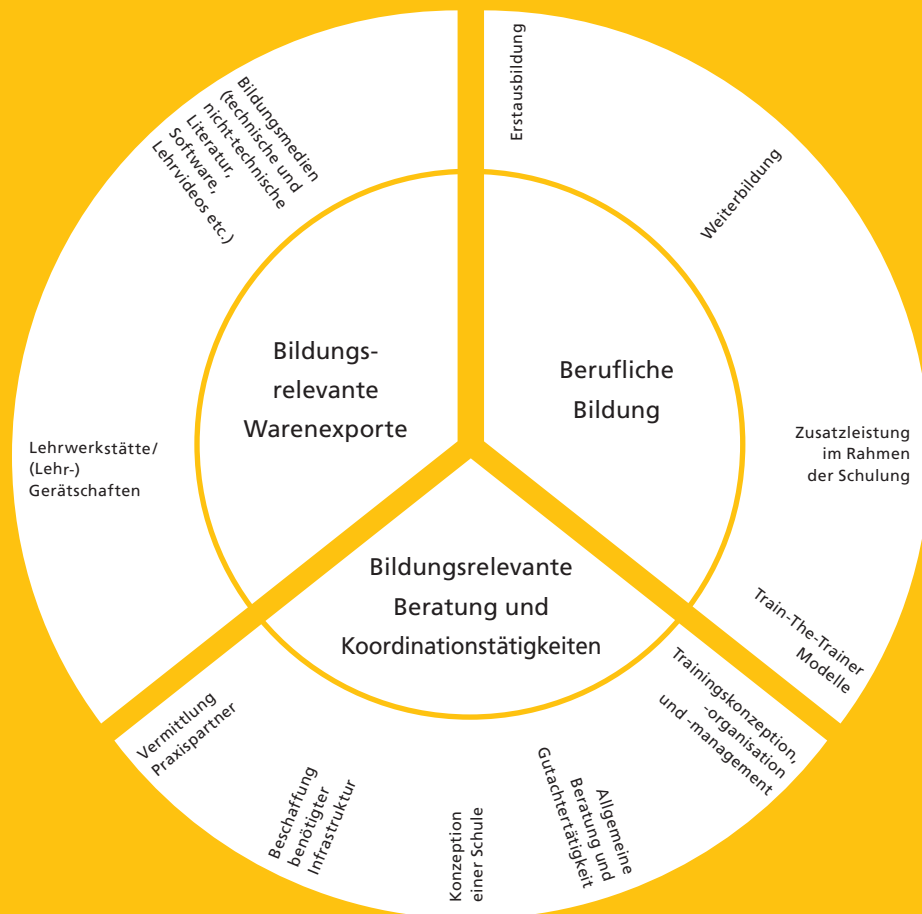 Bildungsmedien
(technische und
nicht-technische
Literatur,
Software,
Lehrvideos etc.)
Lehrwerkstätte/
(Lehr-)
Gerätschaften
Bildungs-
relevante
Warenexporte
Erstausbildung
Weiterbildung
Zusatzleistung
im Rahmen
der Schulung
Train-The-Trainer
Modelle
Berufliche
Bildung
Bildungsrelevante
Beratung und
Koordinationstätigkeiten
Vermittlung
Praxispartner
Beschaffung
benötigter
Infrastruktur
Konzeption
einer Schule
Allgemeine
Beratung und
Gutachtertätigkeit
Trainingskonzeption,
-organisation
und -management